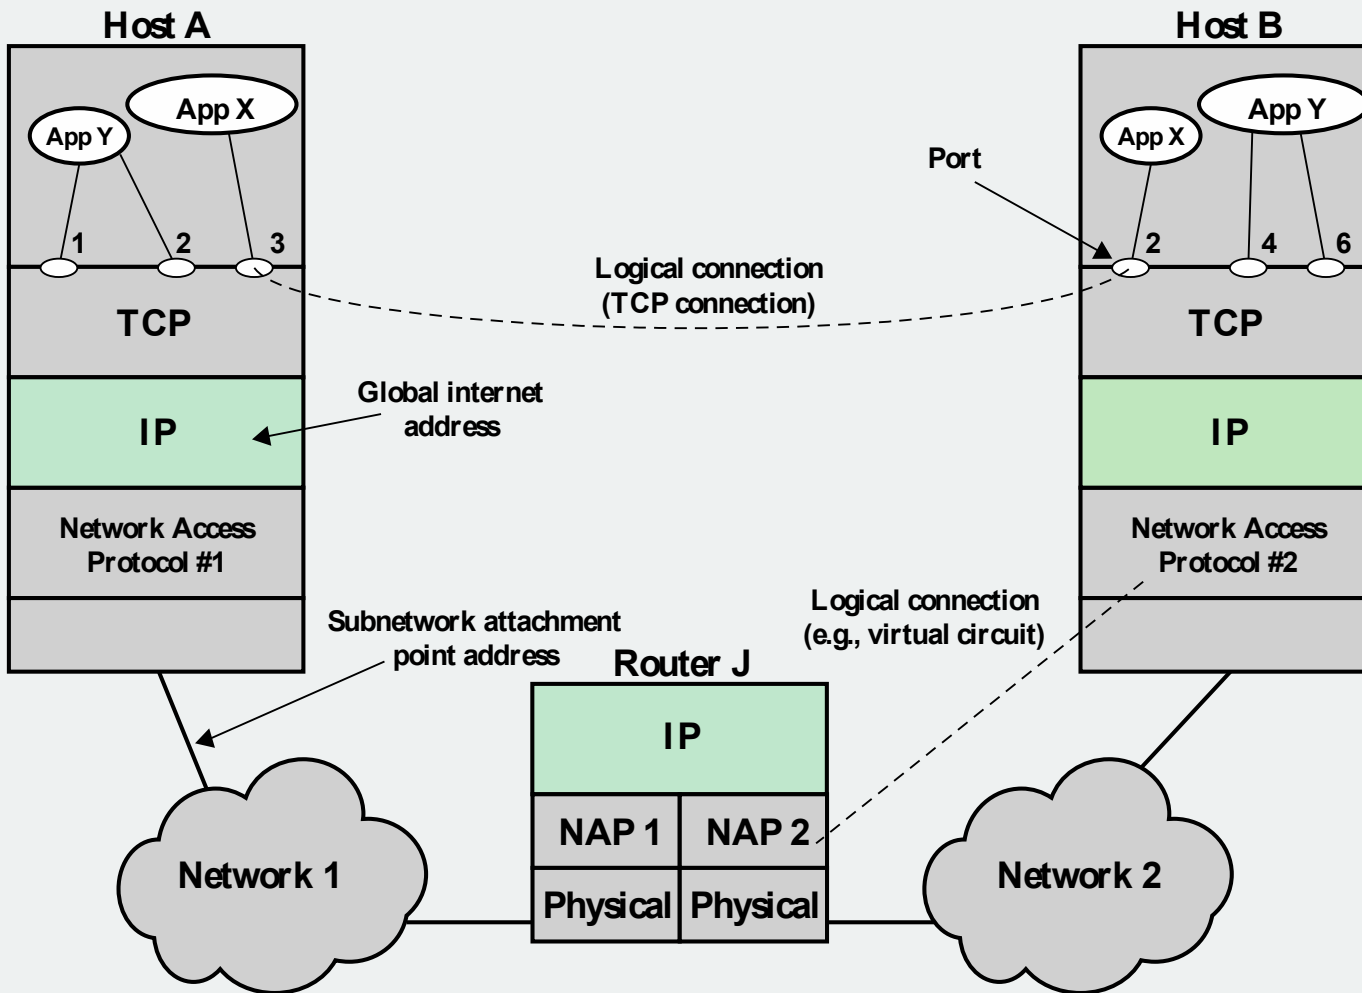 Host A
App Y
App X
1
2
3
TCP
IP
Network Access
Protocol #1
Host B
App X
App Y
2
4
6
TCP
IP
Network Access
Protocol #2
Port
Logical connection
(TCP connection)
Global internet
address
Subnetwork attachment
point address
Logical connection
(e.g., virtual circuit)
Router J
IP
NAP 1
NAP 2
Physical
Physical
Network 1
Network 2